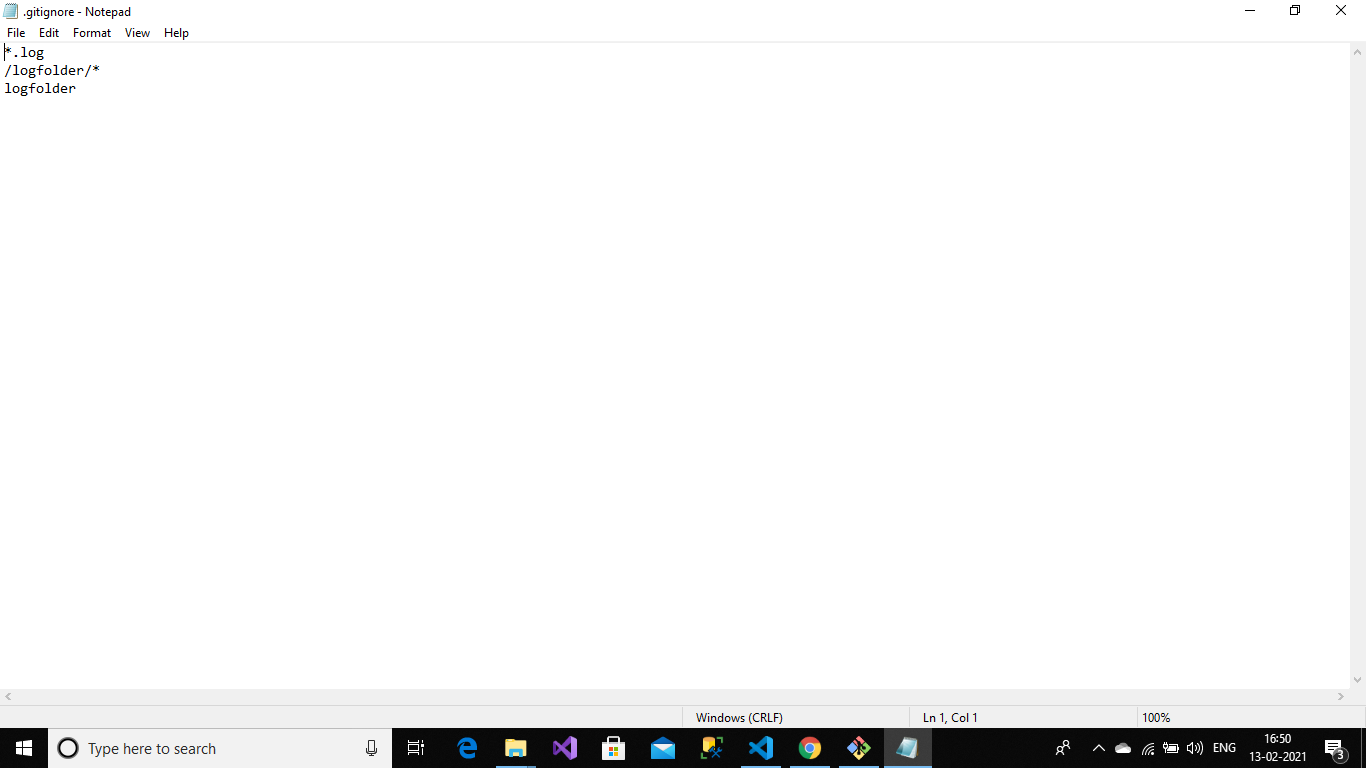 .gitignore - Notepad
File Edit Format View Help
*.log
/logfolder/*
logfolder
Windows (CRLF) Ln 1, Col 1 100%
Type here to search ENG 16:50
13-02-2021 3